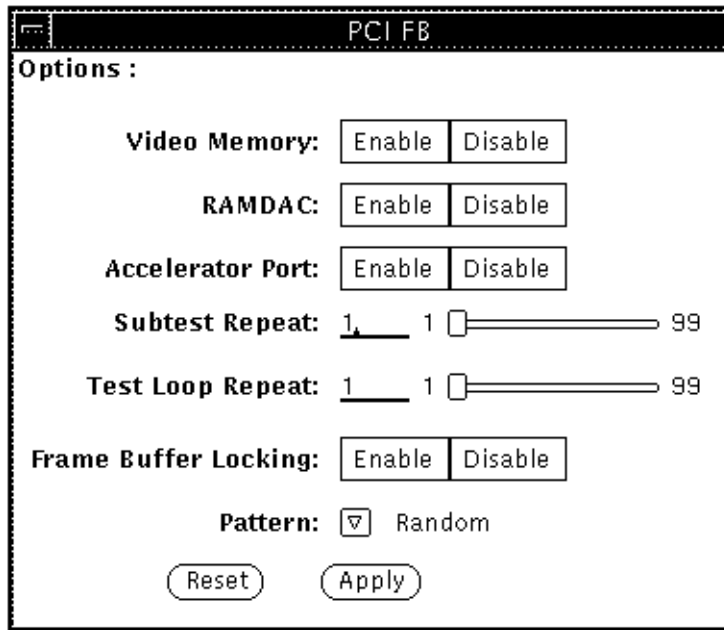 PCI FB
Options :
Video Memory: Enable Disable
RAMDAC: Enable Disable
Accelerator Port: Enable Disable
Subtest Repeat: 1 1 99
Test Loop Repeat: 1 1 99
Frame Buffer Locking: Enable Disable
Pattern: Random
Reset Apply